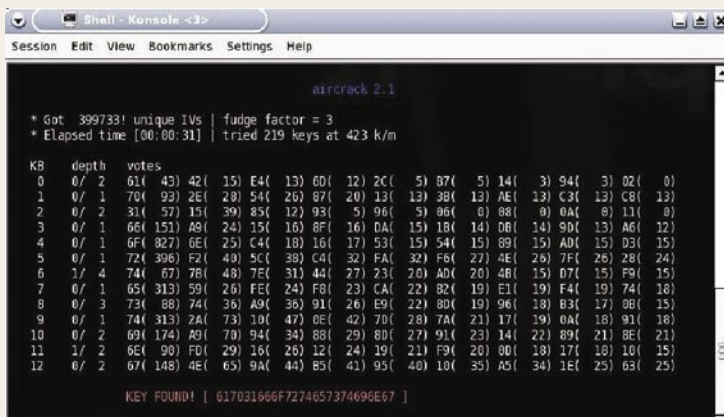 Shell - Konsole <3>
Session Edit View Bookmarks Settings Help
aircrack 2.1
* Got 399733! unique IVs | fudge factor = 3
* Elapsed time [00:00:31] | tried 219 keys at 423 k/m
KB depth votes
0 0/ 2 61( 43) 42( 15) E4( 13) 6D( 12) 2C( 5) B7( 5) 14( 3) 94( 3) 02( 0)
1 0/ 1 70( 93) 2E( 28) 54( 26) 87( 20) 13( 13) 3B( 13) AE( 13) C3( 13) C8( 13)
2 0/ 2 31( 57) 15( 39) 85( 12) 93( 5) 96( 5) 06( 0) 08( 0) 0A( 0) 11( 0)
3 0/ 1 66( 151) A9( 24) 15( 16) 8F( 16) DA( 15) 1B( 14) DB( 14) 9D( 13) A6( 12)
4 0/ 1 6F( 827) 6E( 25) C4( 18) 16( 17) 53( 15) 54( 15) 89( 15) AD( 15) D3( 15)
5 0/ 1 72( 396) F2( 40) 5C( 38) C4( 32) FA( 32) F6( 27) 4E( 26) 7F( 26) 28( 24)
6 1/ 4 74( 67) 7B( 48) 7E( 31) 44( 27) 23( 20) AD( 20) 4B( 15) D7( 15) F9( 15)
7 0/ 1 65( 313) 59( 26) FE( 24) F8( 23) CA( 22) B2( 19) E1( 19) F4( 19) 74( 18)
8 0/ 3 73( 88) 74( 36) A9( 36) 91( 26) E9( 22) 8D( 19) 96( 18) B3( 17) 0B( 15)
9 0/ 1 74( 313) 2A( 73) 10( 47) 0E( 42) 7D( 28) 7A( 21) 17( 19) 0A( 18) 91( 18)
10 0/ 2 69( 174) A9( 70) 94( 34) 88( 29) 8D( 27) 91( 23) 14( 22) 89( 21) 8E( 21)
11 1/ 2 6E( 90) FD( 29) 16( 26) 12( 24) 19( 21) F9( 20) 0D( 18) 17( 18) 10( 15)
12 0/ 2 67( 148) 4E( 65) 9A( 44) B5( 41) 95( 40) 10( 35) A5( 34) 1E( 25) 63( 25)
KEY FOUND! [ 617031666F7274657374696E67 ]